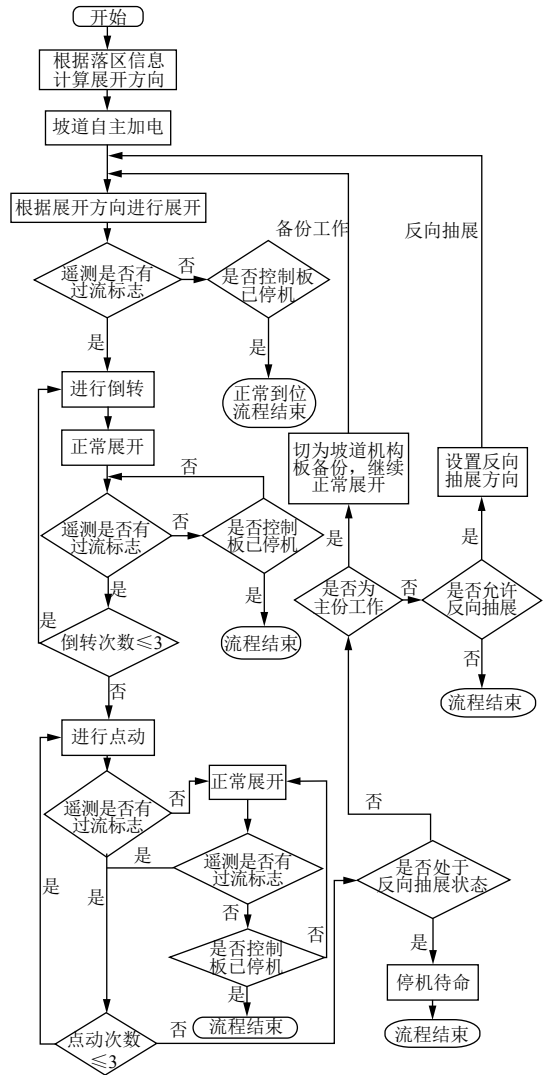 开始
根据落区信息
计算展开方向
坡道自主加电
根据展开方向进行展开
备份工作
反向抽展
遥测是否有
过流标志
否
是否控制板
已停机
是
是
进行倒转
正常到位
流程结束
正常展开
否
切为坡道机构
板备份，继续
正常展开
设置反向
抽展方向
遥测是否有
过流标志
否
是否控制
板已停机
是
是
是
是
是否为
主份工作
否
是否允许
反向抽展
是
倒转次数≤3
流程结束
否
否
流程结束
进行点动
正常展开
遥测是否有
过流标志
否
否
是
遥测是否有
过流标志
是否处于
反向抽展状态
是
是
否
否
是否控制
板已停机
是
停机待命
是
点动次数
≤3
否
流程结束
流程结束